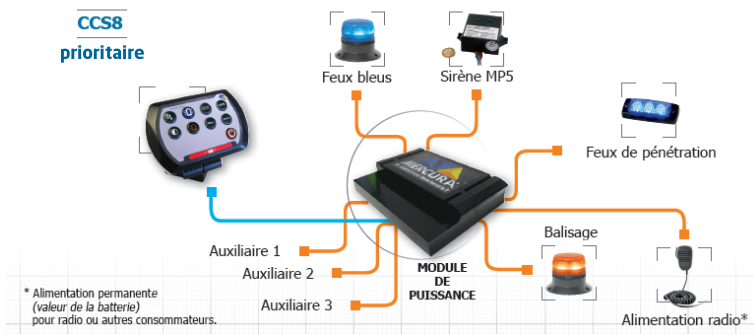 CCS8
prioritaire
Feux bleus
Sirène MP5
Feux de pénétration
MERCURA
Auxiliaire 1
Auxiliaire 2
Auxiliaire 3
MODULE
DE
PUISSANCE
Balisage
Alimentation radio*
* Alimentation permanente
(valeur de la batterie)
pour radio ou autres consommateurs.